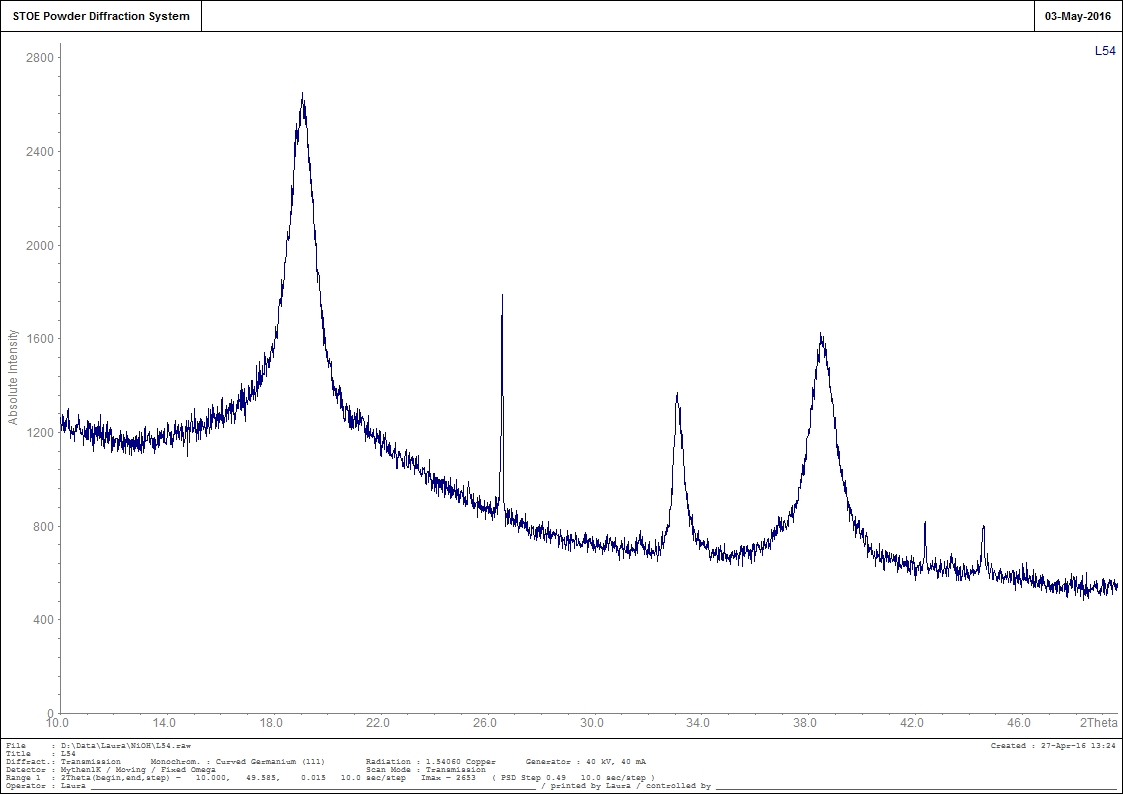 STOE Powder Diffraction System
03-May-2016
L54
2800
2400
2000
1600
1200
800
400
0
Absolute Intensity
10.0 14.0 18.0 22.0 26.0 30.0 34.0 38.0 42.0 46.0 2Theta
File : D:\Data\Laura\NiOH\L54.raw Created : 27-Apr-16 13:24
Title : L54
Diffract.: Transmission Monochrom. : Curved Germanium (111) Radiation : 1.54060 Copper Generator : 40 kV, 40 mA
Detector : Mythen1K / Moving / Fixed Omega Scan Mode : Transmission
Range 1 : 2Theta(begin,end,step) = 10.000, 49.585, 0.015 10.0 sec/step Imax = 2653 ( PSD Step 0.49 10.0 sec/step )
Operator : Laura / printed by Laura / controlled by